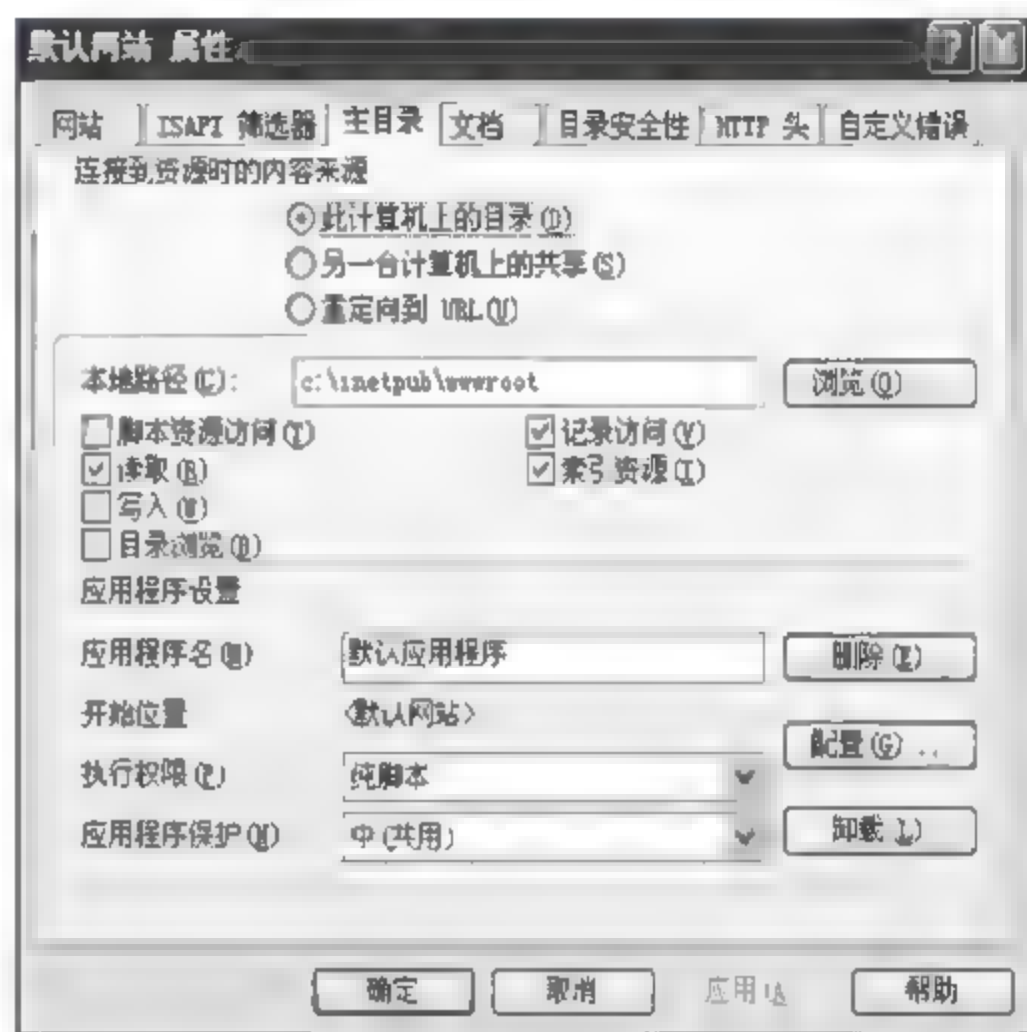 默认网站 属性
网站 ISAPI 筛选器 主目录 文档 目录安全性 HTTP 头 自定义错误
连接到资源时的内容来源
此计算机上的目录(D)
另一台计算机上的共享(S)
重定向到 URL(U)
本地路径(C): c:\inetpub\wwwroot 浏览(O)
脚本资源访问(T) 记录访问(V)
读取(R) 索引资源(I)
写入(W)
目录浏览(B)
应用程序设置
应用程序名(M) 默认应用程序 删除(E)
开始位置 <默认网站>
配置(G)..
执行权限(P) 纯脚本
应用程序保护(N) 中(共用) 卸载 L)
确定 取消 应用(A 帮助